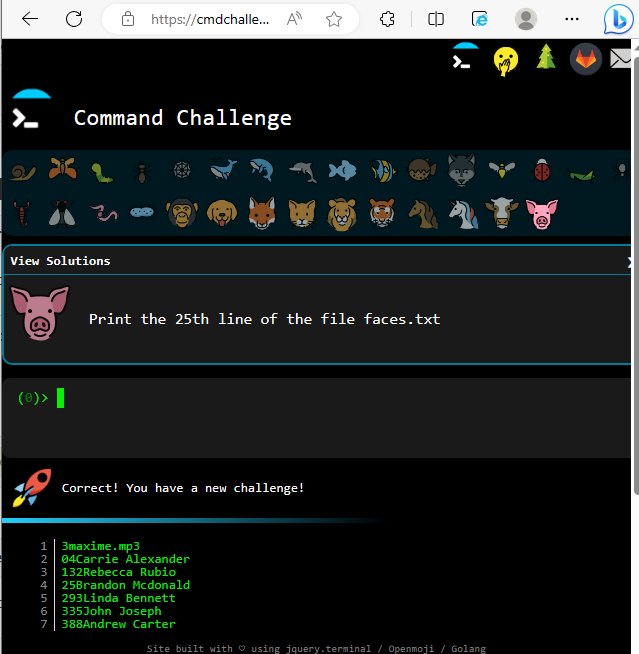 https://cmdchalle...
Command Challenge
View Solutions
Print the 25th line of the file faces.txt
(0)>
Correct! You have a new challenge!
1 3maxime.mp3
2 04Carrie Alexander
3 132Rebecca Rubio
4 25Brandon Mcdonald
5 293Linda Bennett
6 335John Joseph
7 388Andrew Carter
Site built with ♡ using jquery.terminal / Openmoji / Golang